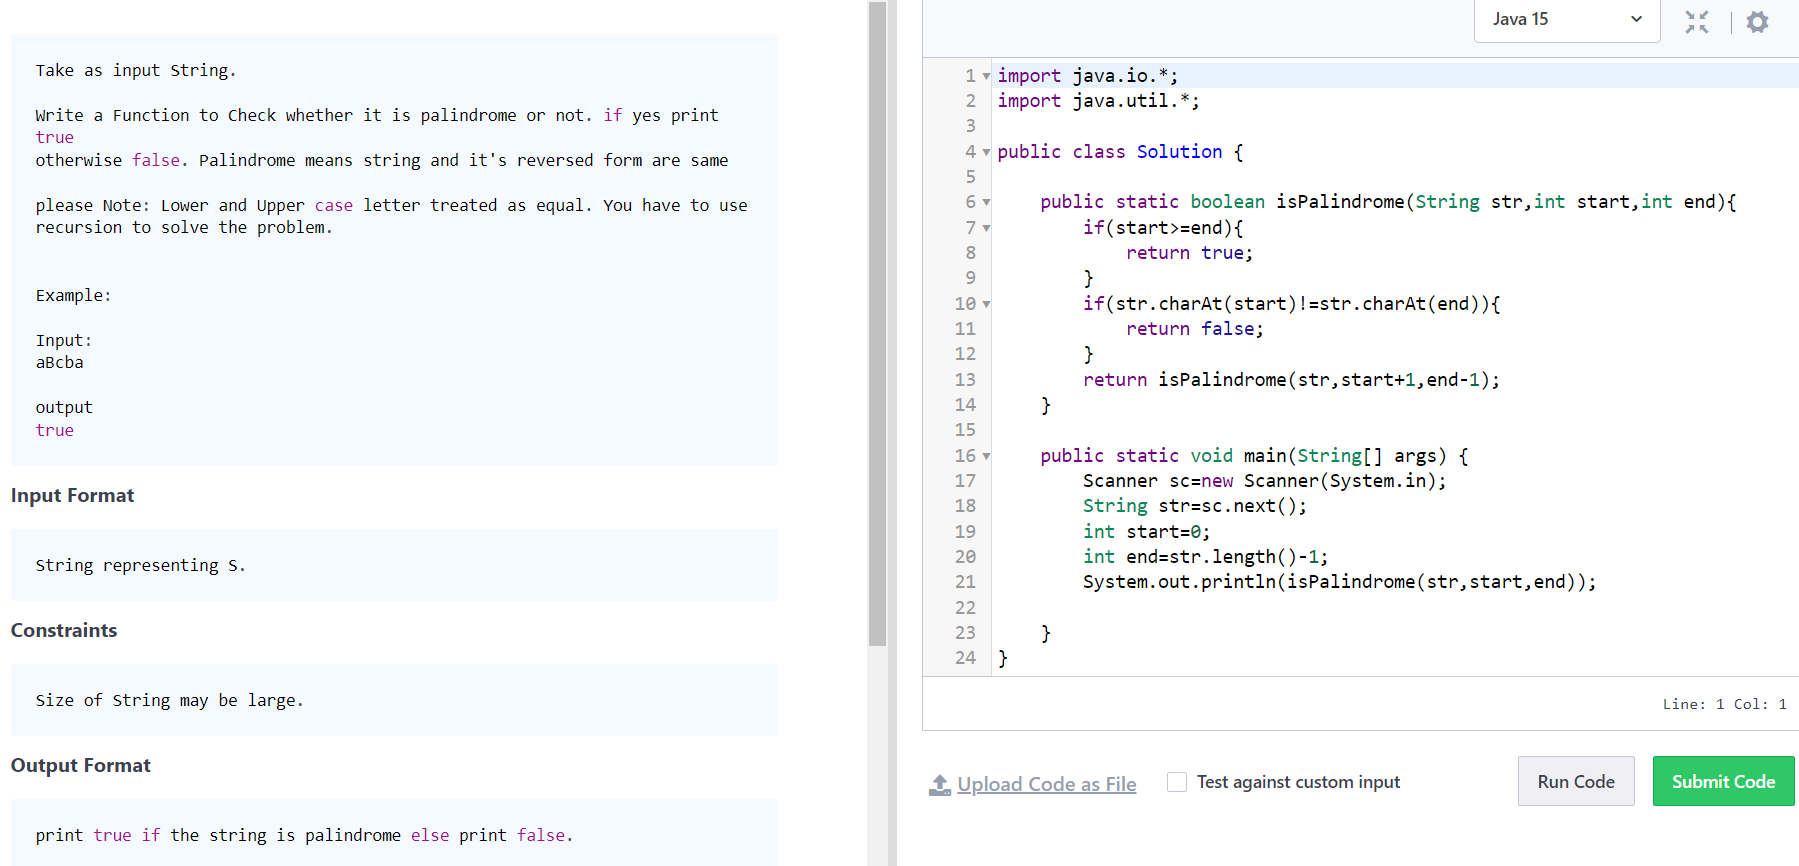 Take as input String.
Write a Function to Check whether it is palindrome or not. if yes print
true
otherwise false. Palindrome means string and it's reversed form are same
please Note: Lower and Upper case letter treated as equal. You have to use
recursion to solve the problem.
Example:
Input:
aBcba
output
true
Input Format
String representing S.
Constraints
Size of String may be large.
Output Format
print true if the string is palindrome else print false.
Java 15
1 import java.io.*;
2 import java.util.*;
3
4 public class Solution {
5
6     public static boolean isPalindrome(String str,int start,int end){
7         if(start>=end){
8             return true;
9         }
10         if(str.charAt(start)!=str.charAt(end)){
11             return false;
12         }
13         return isPalindrome(str,start+1,end-1);
14     }
15
16     public static void main(String[] args) {
17         Scanner sc=new Scanner(System.in);
18         String str=sc.next();
19         int start=0;
20         int end=str.length()-1;
21         System.out.println(isPalindrome(str,start,end));
22
23     }
24 }
Line: 1 Col: 1
Upload Code as File
Test against custom input
Run Code
Submit Code